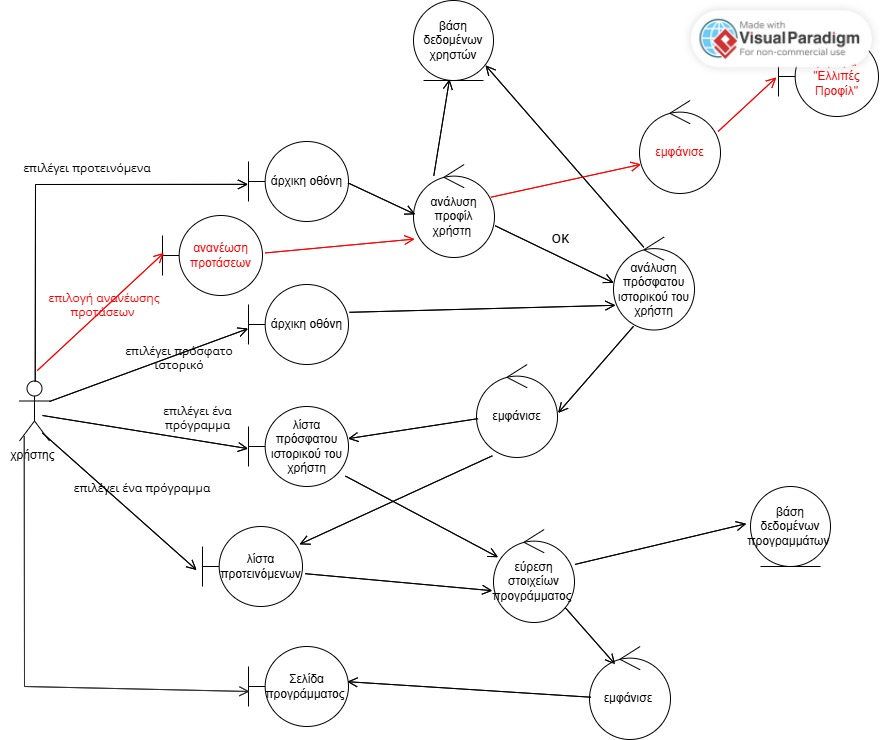 βάση
δεδομένων
χρηστών
Made with
Visual Paradigm
For non-commercial use
"Ελλιπές
Προφίλ"
εμφάνισε
επιλέγει προτεινόμενα
άρχικη οθόνη
ανάλυση
προφίλ
χρήστη
OK
ανανέωση
προτάσεων
ανάλυση
πρόσφατου
ιστορικού του
χρήστη
επιλογή ανανέωσης
προτάσεων
άρχικη οθόνη
επιλέγει πρόσφατο
ιστορικό
επιλέγει ένα
πρόγραμμα
λίστα
πρόσφατου
ιστορικού του
χρήστη
εμφάνισε
χρήστης
επιλέγει ένα πρόγραμμα
βάση
δεδομένων
προγραμμάτων
λίστα
προτεινόμενων
εύρεση
στοιχείων
προγράμματος
Σελίδα
προγράμματος
εμφάνισε